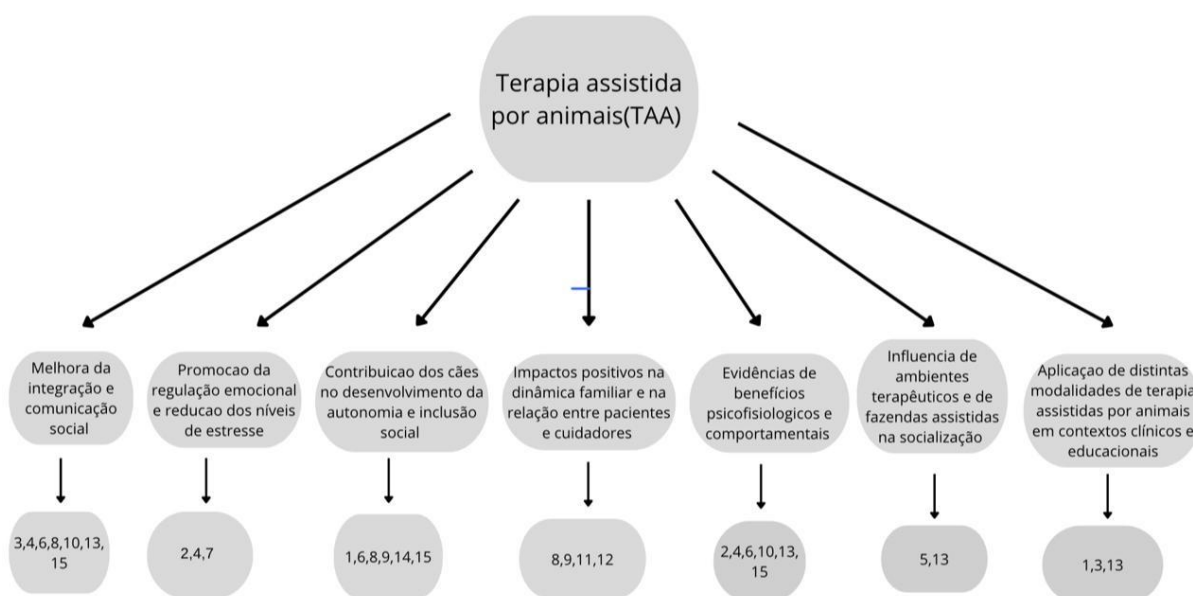 Terapia assistida
por animais(TAA)
Melhora da
integração e
comunicação
social
Promocao da
regulação emocional
e reducao dos níveis
de estresse
Contribuicao dos cães
no desenvolvimento da
autonomia e inclusão
social
Impactos positivos na
dinâmica familiar e na
relação entre pacientes
e cuidadores
Evidências de
benefícios
psicofisiologicos e
comportamentais
Influencia de
ambientes
terapêuticos e de
fazendas assistidas
na socialização
Aplicaçao de distintas
modalidades de terapia
assistidas por animais
em contextos clínicos e
educacionais
3,4,6,8,10,13,
15
2,4,7
1,6,8,9,14,15
8,9,11,12
2,4,6,10,13,
15
5,13
1,3,13